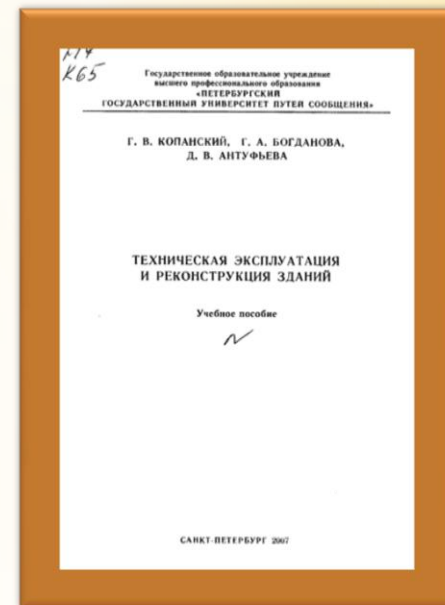 К65
Государственное образовательное учреждение
высшего профессионального образования
«ПЕТЕРБУРГСКИЙ
ГОСУДАРСТВЕННЫЙ УНИВЕРСИТЕТ ПУТЕЙ СООБЩЕНИЯ»
Г. В. КОПАНСКИЙ, Г. А. БОГДАНОВА,
Д. В. АНТУФЬЕВА
ТЕХНИЧЕСКАЯ ЭКСПЛУАТАЦИЯ
И РЕКОНСТРУКЦИЯ ЗДАНИЙ
Учебное пособие
САНКТ-ПЕТЕРБУРГ 2007